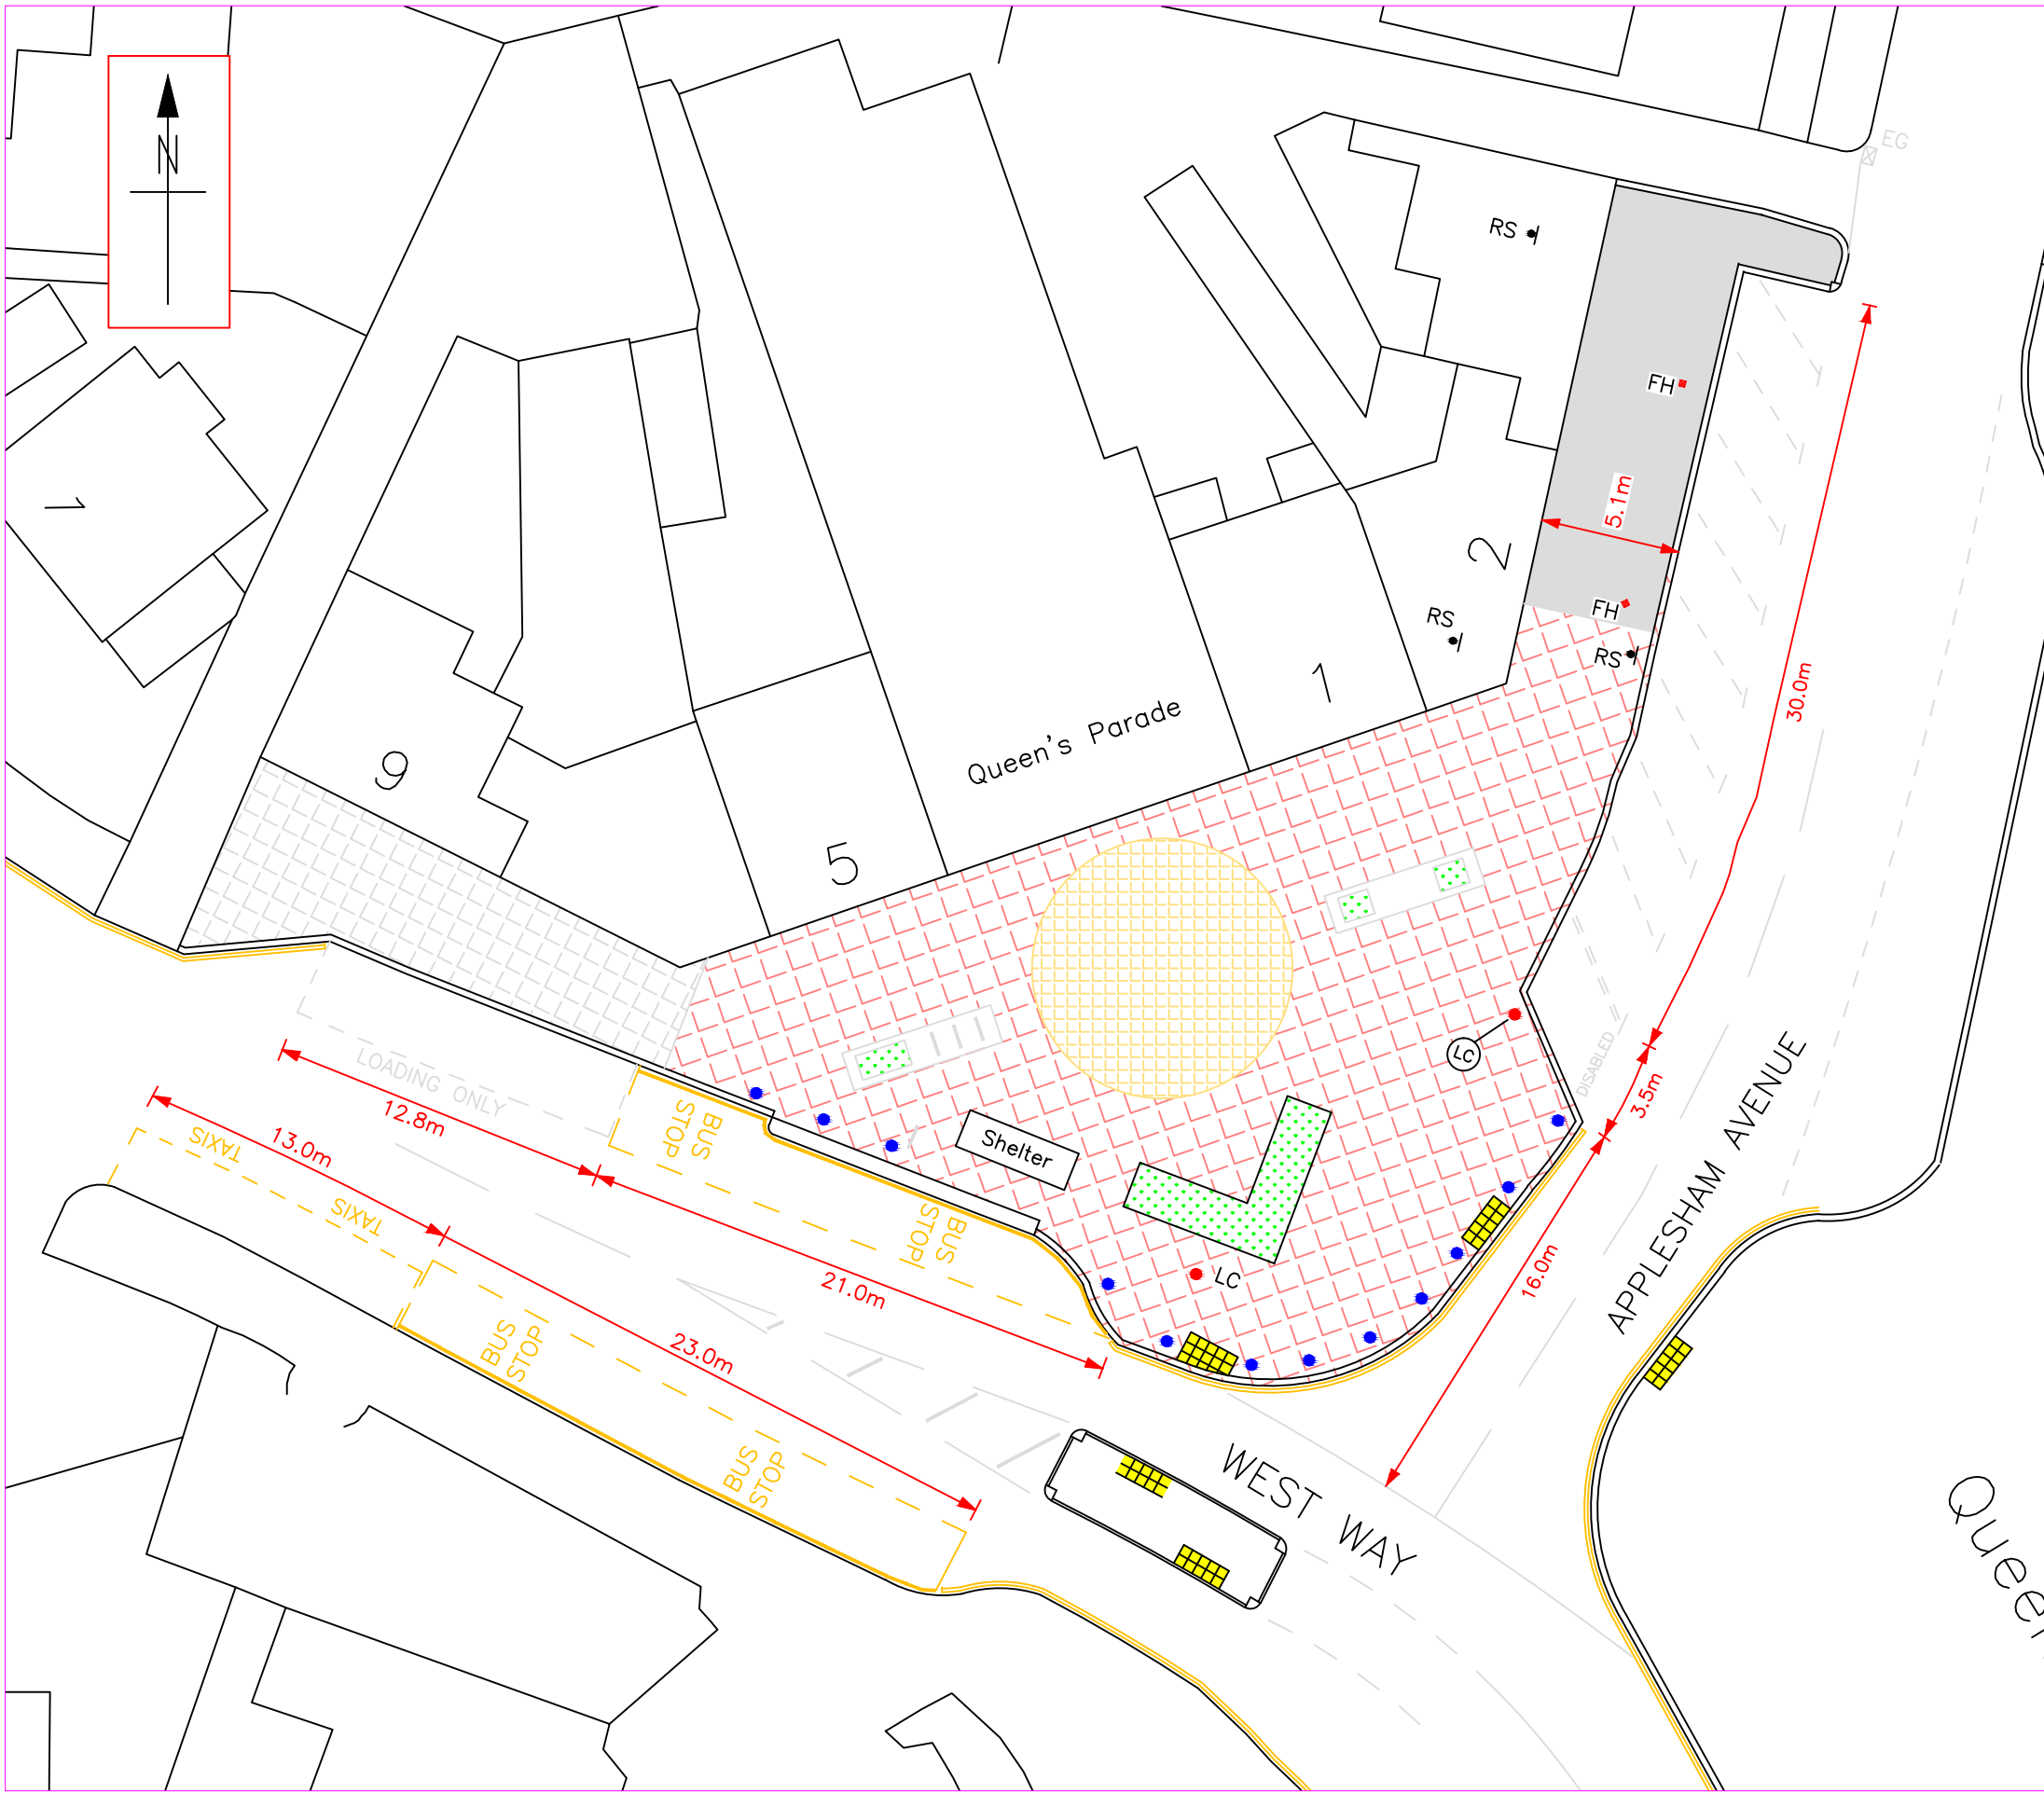 N
EG
RS
FH
1
5.1m
2
FH
RS
RS
30.0m
1
Queen's Parade
9
5
LC
DISABLED
LOADING ONLY
12.8m
3.5m
APPLESHAM AVENUE
TAXIS
13.0m
BUS
STOP
Shelter
TAXIS
BUS
STOP
21.0m
LC
16.0m
BUS
STOP
23.0m
BUS
STOP
WEST WAY
Queen